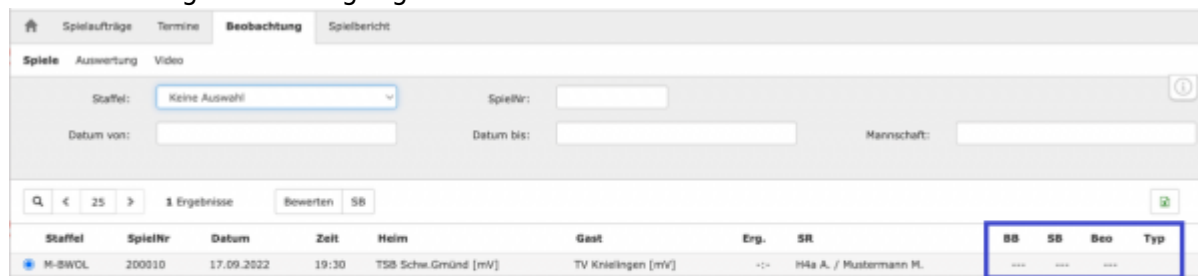 Spielaufträge Termine Beobachtung Spielbericht
Spiele Auswertung Video
Staffel: Keine Auswahl SpielNr:
Datum von: Datum bis: Mannschaft:
25 1 Ergebnisse Bewerten SB
Staffel SpielNr Datum Zeit Heim Gast Erg. SR BB SB Beo Typ
M-BWOL 200010 17.09.2022 19:30 TSB Schw.Gmünd [mV] TV Knielingen [mV] -:- H4a A. / Mustermann M. --- --- ---